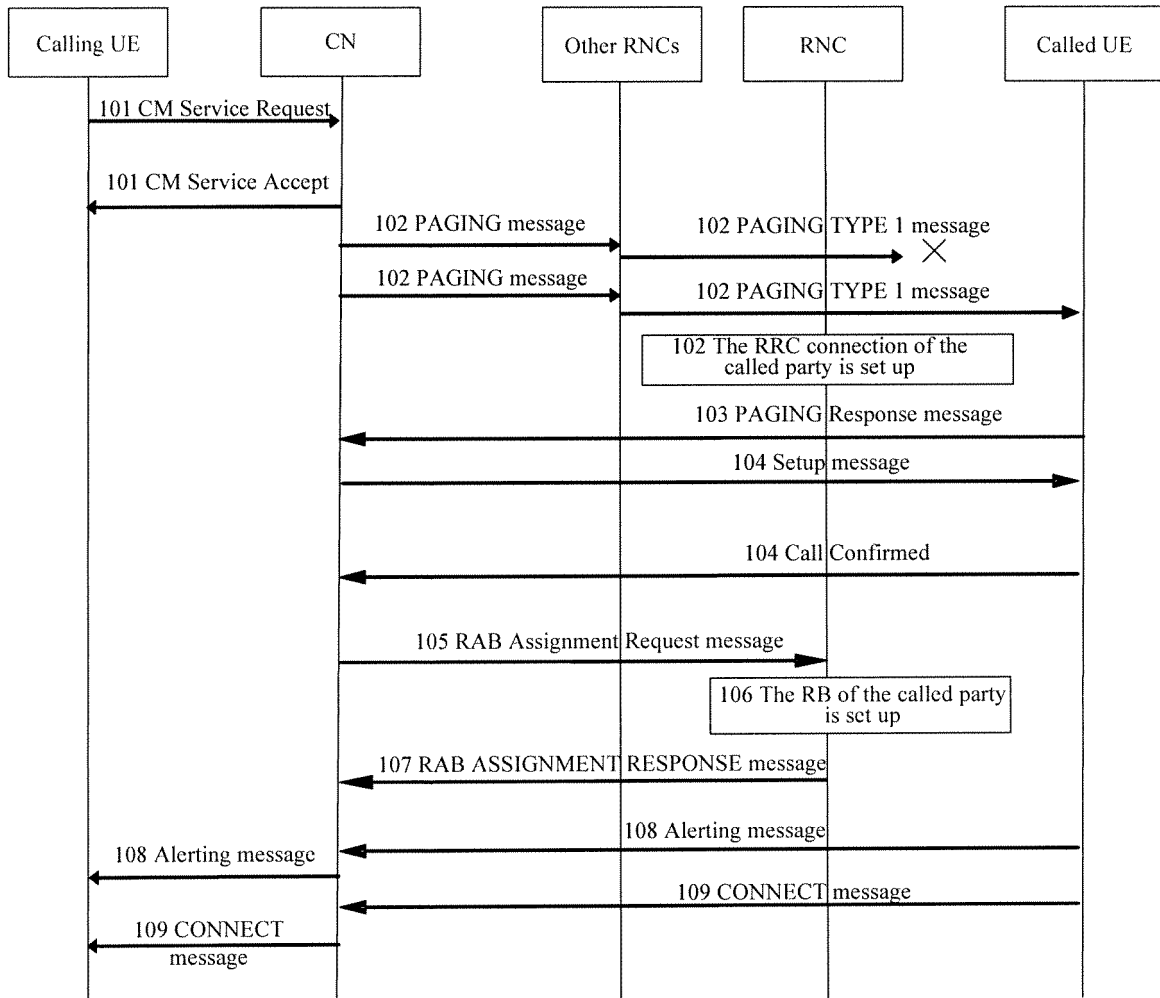 Calling UE
CN
Other RNCs
RNC
Called UE
101 CM Service Request
101 CM Service Accept
102 PAGING message
102 PAGING TYPE 1 message
102 PAGING message
102 PAGING TYPE 1 message
102 The RRC connection of the
called party is set up
103 PAGING Response message
104 Setup message
104 Call Confirmed
105 RAB Assignment Request message
106 The RB of the called party
is set up
107 RAB ASSIGNMENT RESPONSE message
108 Alerting message
108 Alerting message
109 CONNECT message
109 CONNECT
message